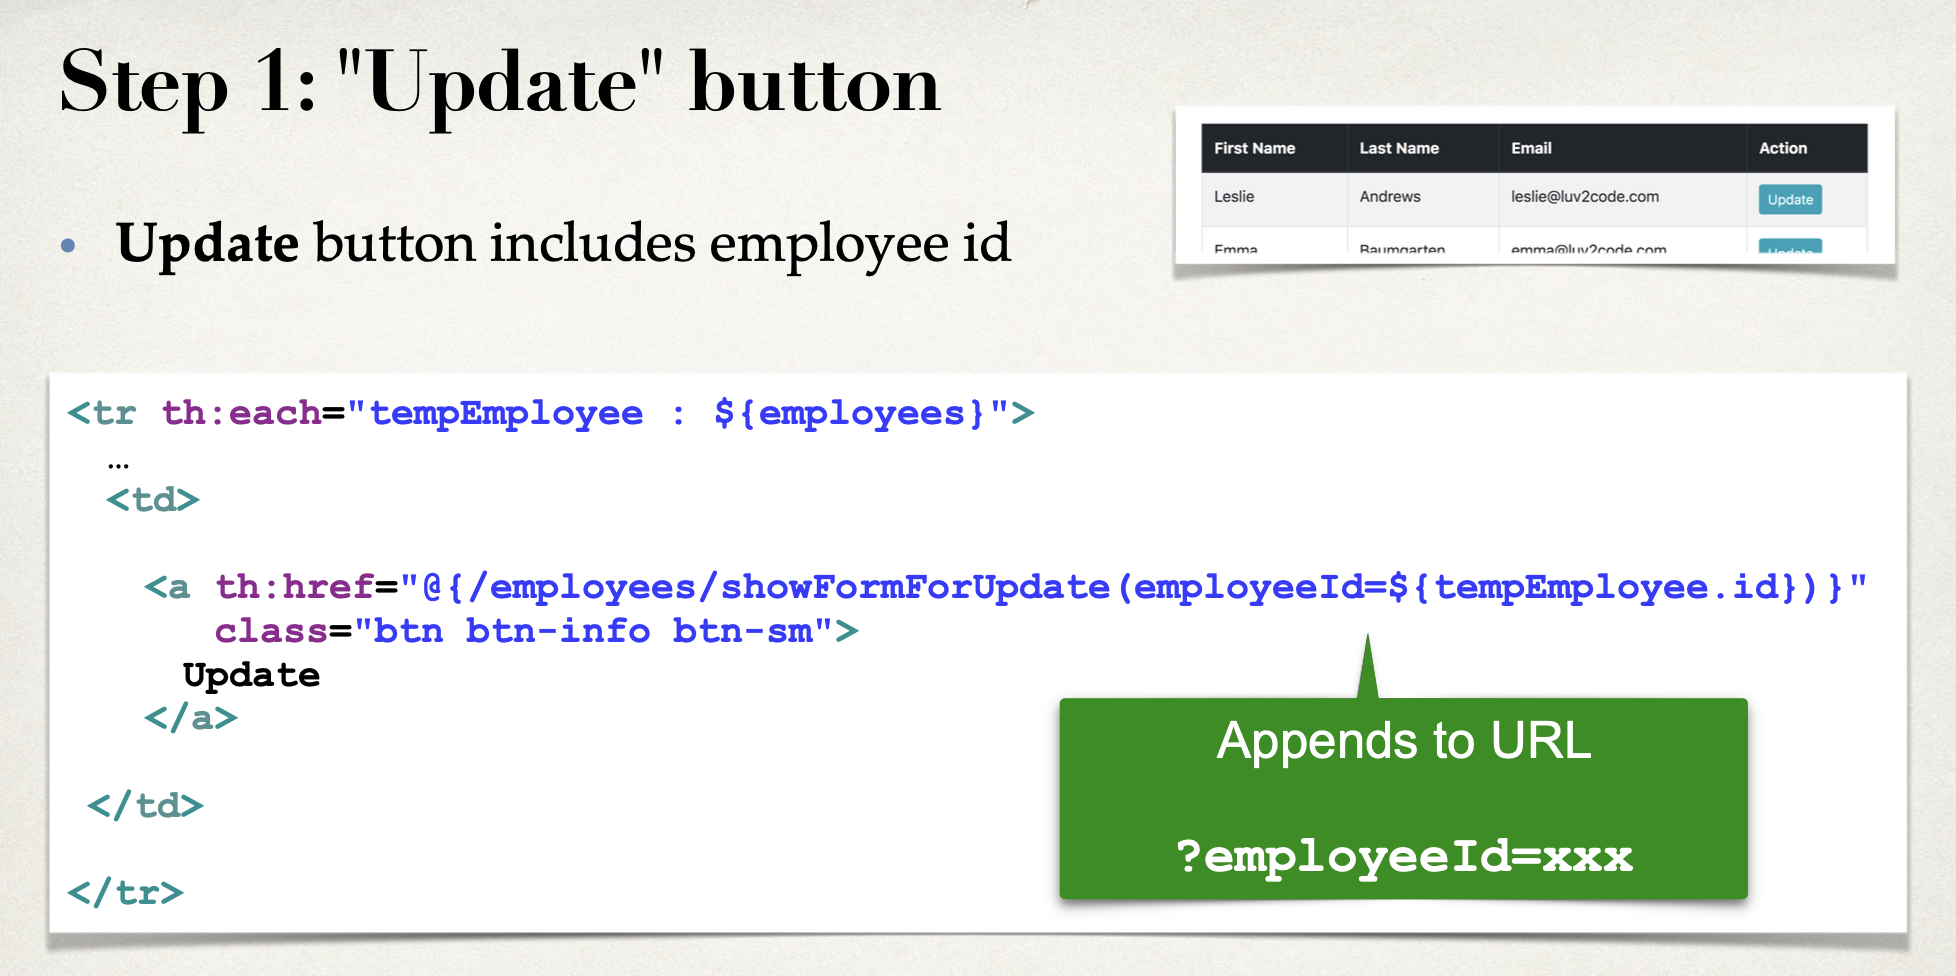 Step 1: "Update" button
• Update button includes employee id
First Name Last Name Email Action
Leslie Andrews leslie@luv2code.com Update
Emma Baumgarten emma@luv2code.com Update
<tr th:each="tempEmployee : ${employees}">
…
<td>
<a th:href="@{/employees/showFormForUpdate(employeeId=${tempEmployee.id})}"
class="btn btn-info btn-sm">
Update
</a>
</td>
</tr>
Appends to URL
?employeeId=xxx